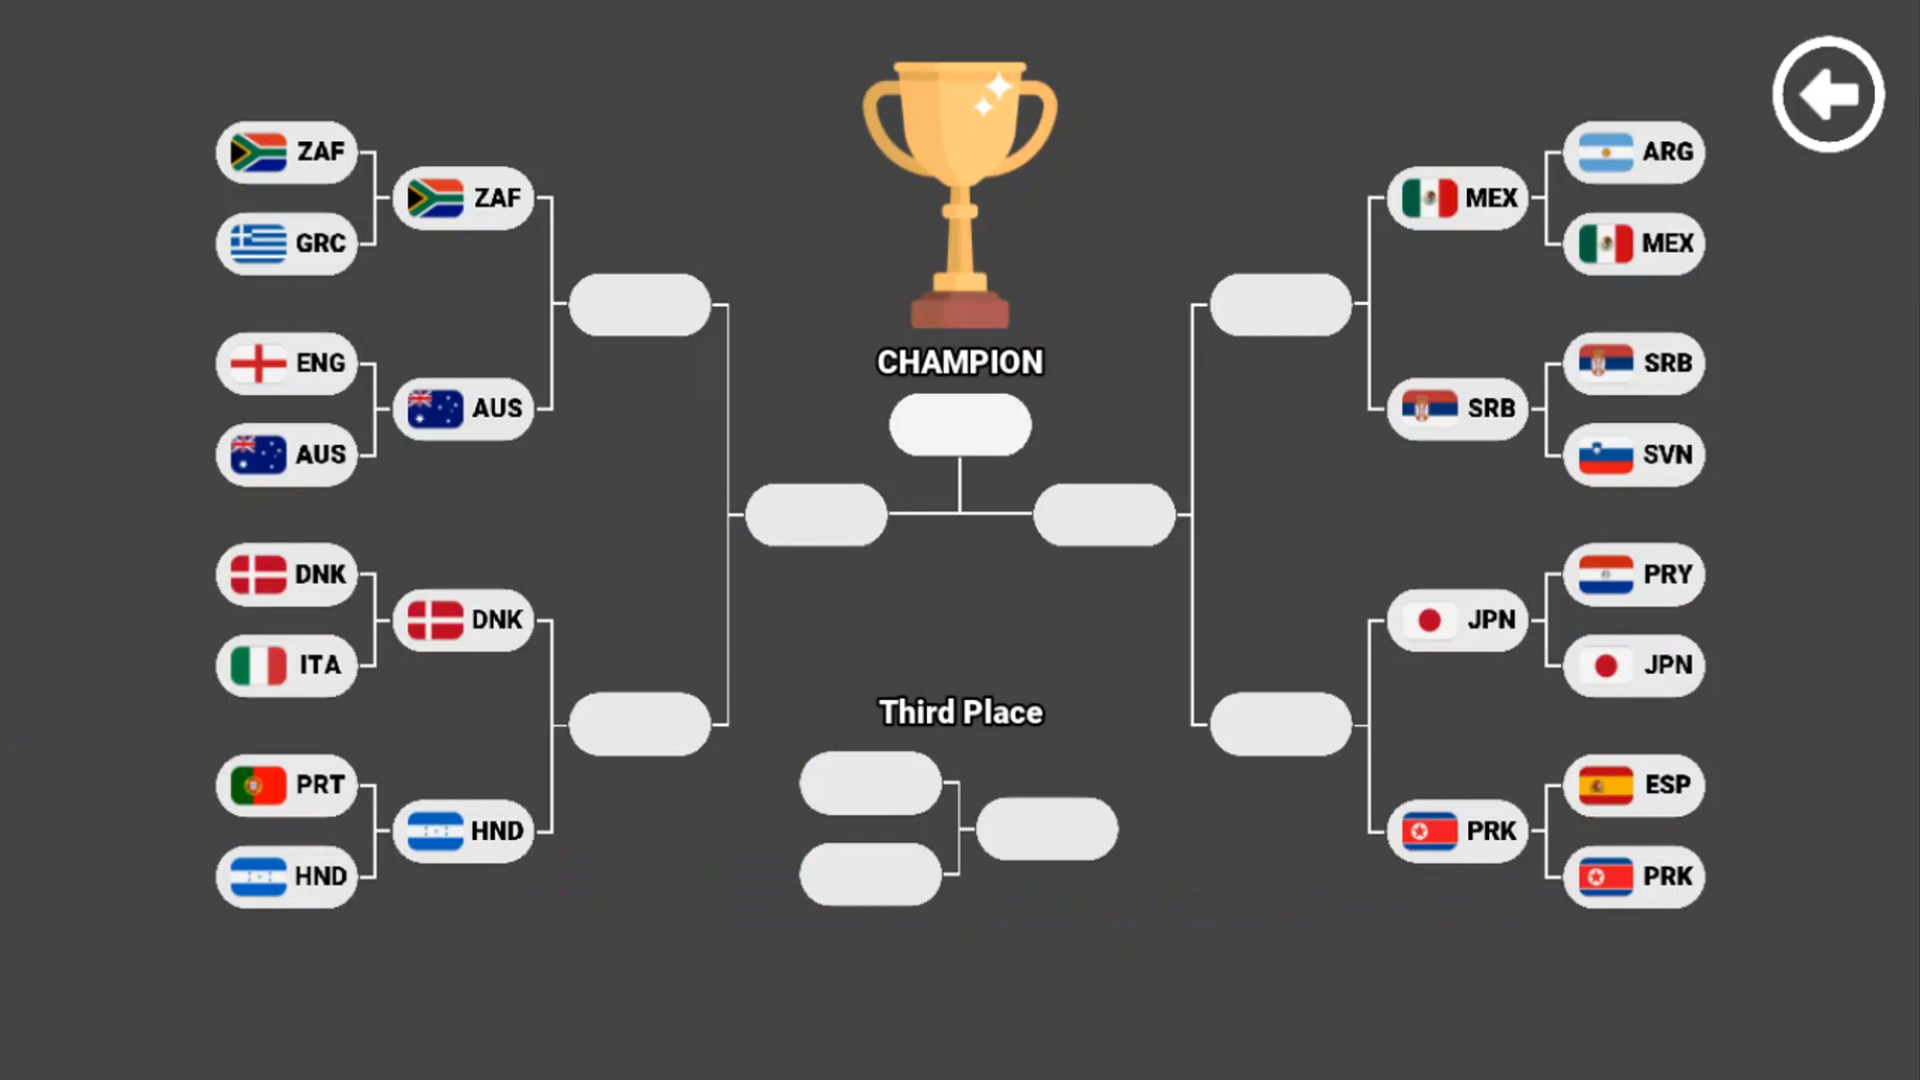 ZAF
GRC
ZAF
ENG
AUS
AUS
DNK
ITA
DNK
PRT
HND
HND
CHAMPION
Third Place
MEX
ARG
MEX
SRB
SRB
SVN
JPN
PRY
JPN
PRK
ESP
PRK